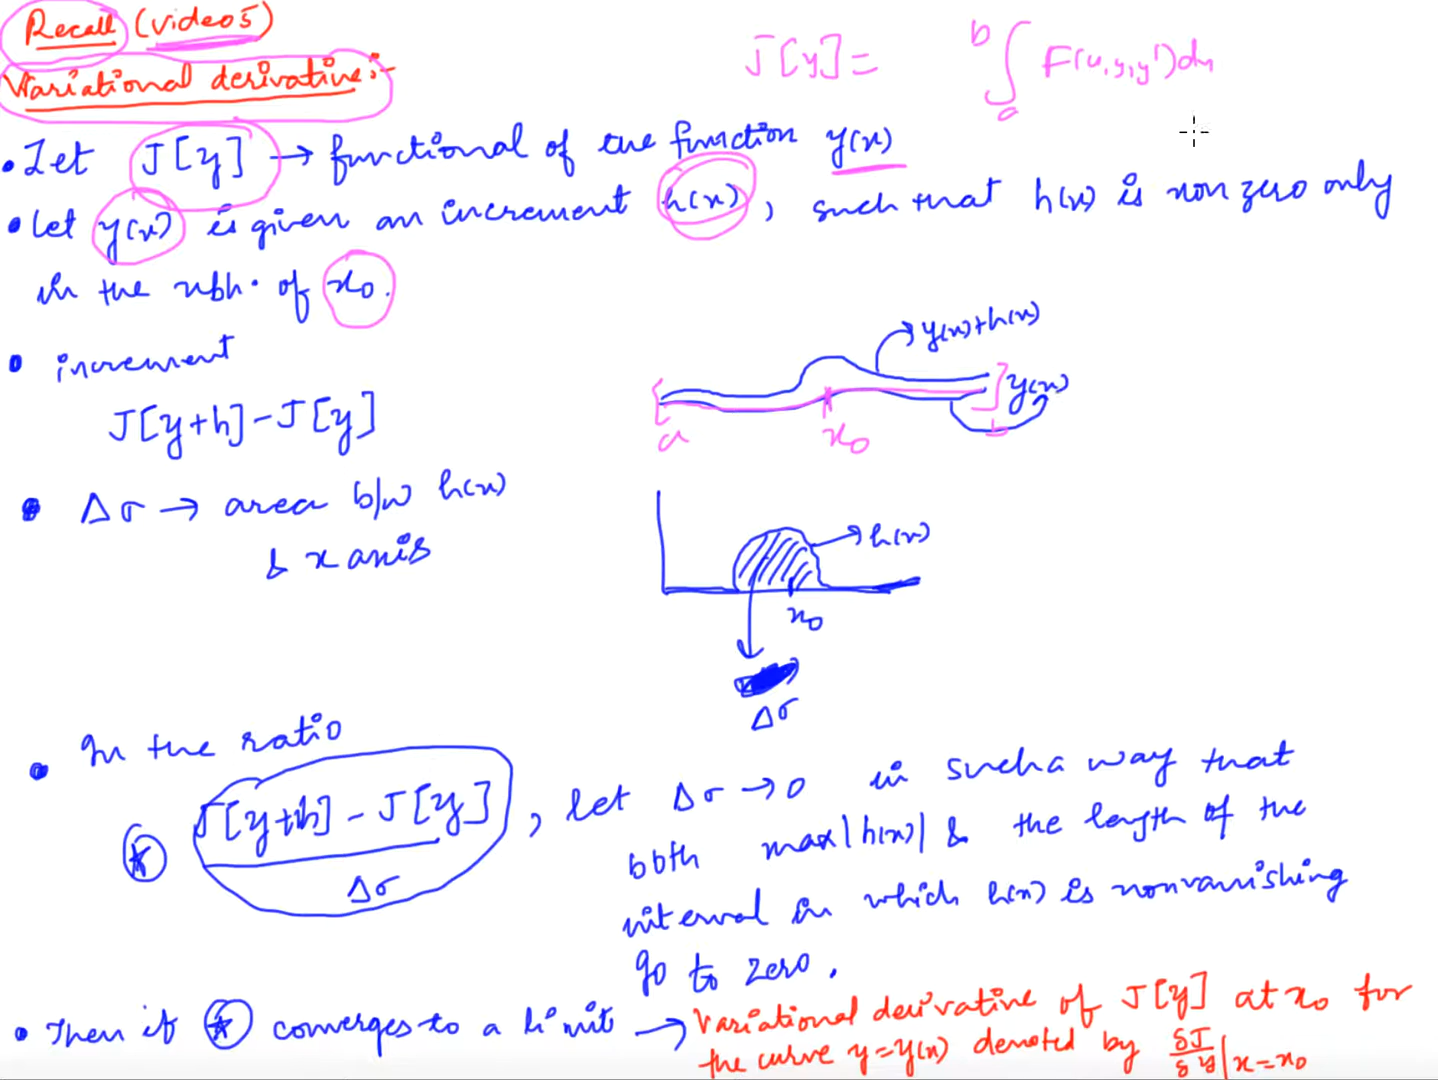 Recall (video 5)
Variational derivative:-
J[y] = ∫ₐᵇ F(x,y,y')dx
• Let J[y] → functional of the function y(x)
• Let y(x) is given an increment h(x), such that h(x) is non zero only
in the nbh. of x₀.
• increment
J[y+h] - J[y]
y(x)+h(x)
y(x)
a x₀ b
• Δσ → area b/w h(x)
& x axis
h(x)
x₀
Δσ
• In the ratio
(*) J[y+h] - J[y] / Δσ , let Δσ → 0 in such a way that
both max|h(x)| & the length of the
interval in which h(x) is nonvanishing
go to zero.
• Then if (*) converges to a limit → Variational derivative of J[y] at x₀ for
the curve y=y(x) denoted by δJ/δy|x=x₀